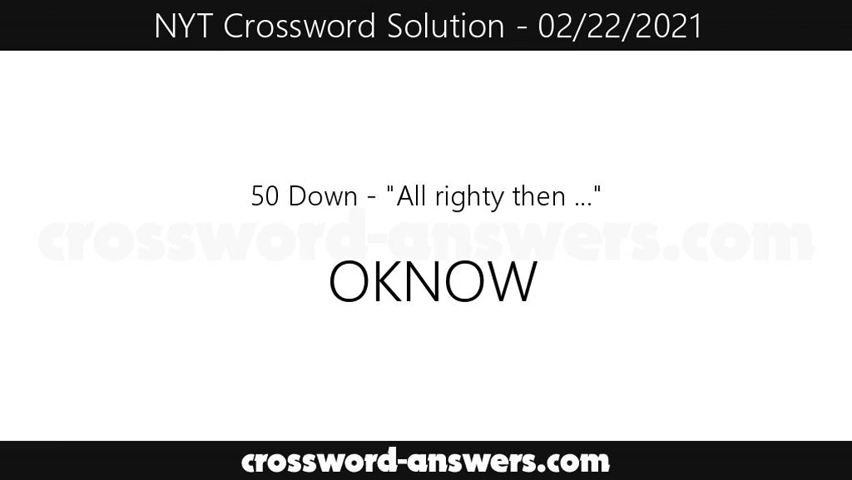 NYT Crossword Solution - 02/22/2021
50 Down - "All righty then ..."
crossword-answers.com
OKNOW
crossword-answers.com